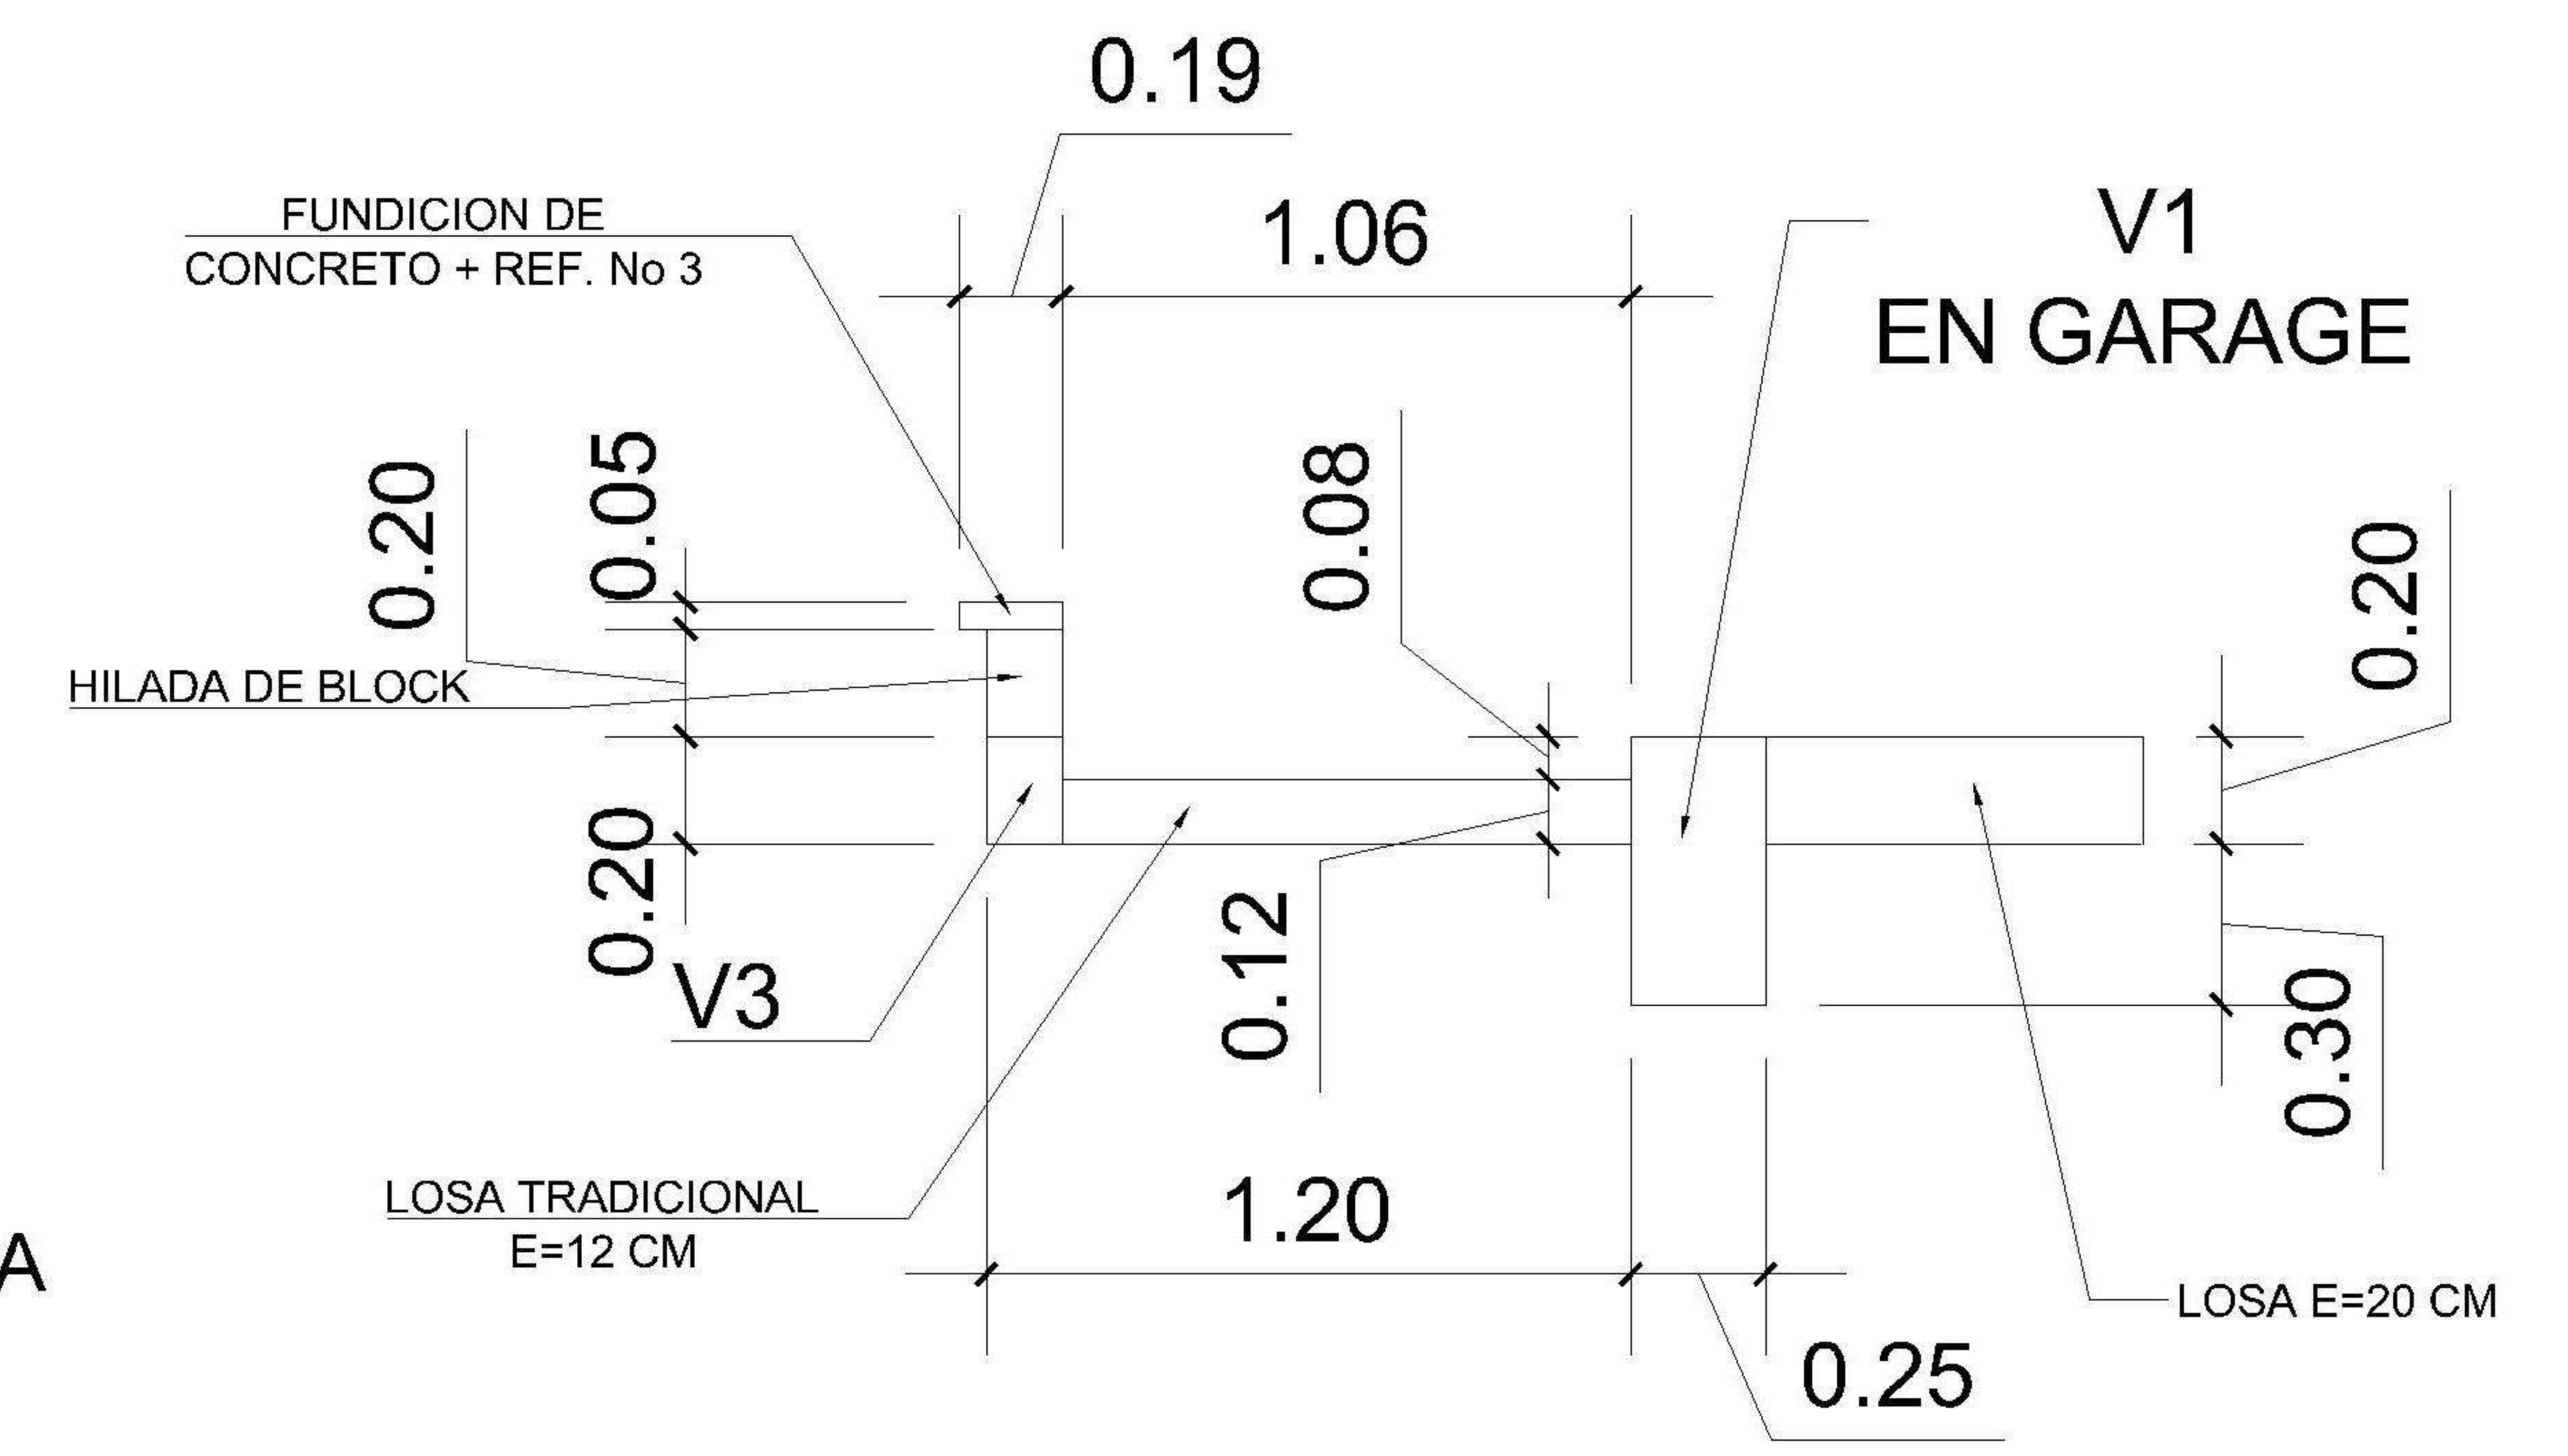 0.19
FUNDICION DE
CONCRETO + REF. No 3
1.06
V1
EN GARAGE
0.20
0.05
0.08
0.20
HILADA DE BLOCK
0.20
V3
0.12
0.30
LOSA TRADICIONAL
E=12 CM
1.20
A
LOSA E=20 CM
0.25